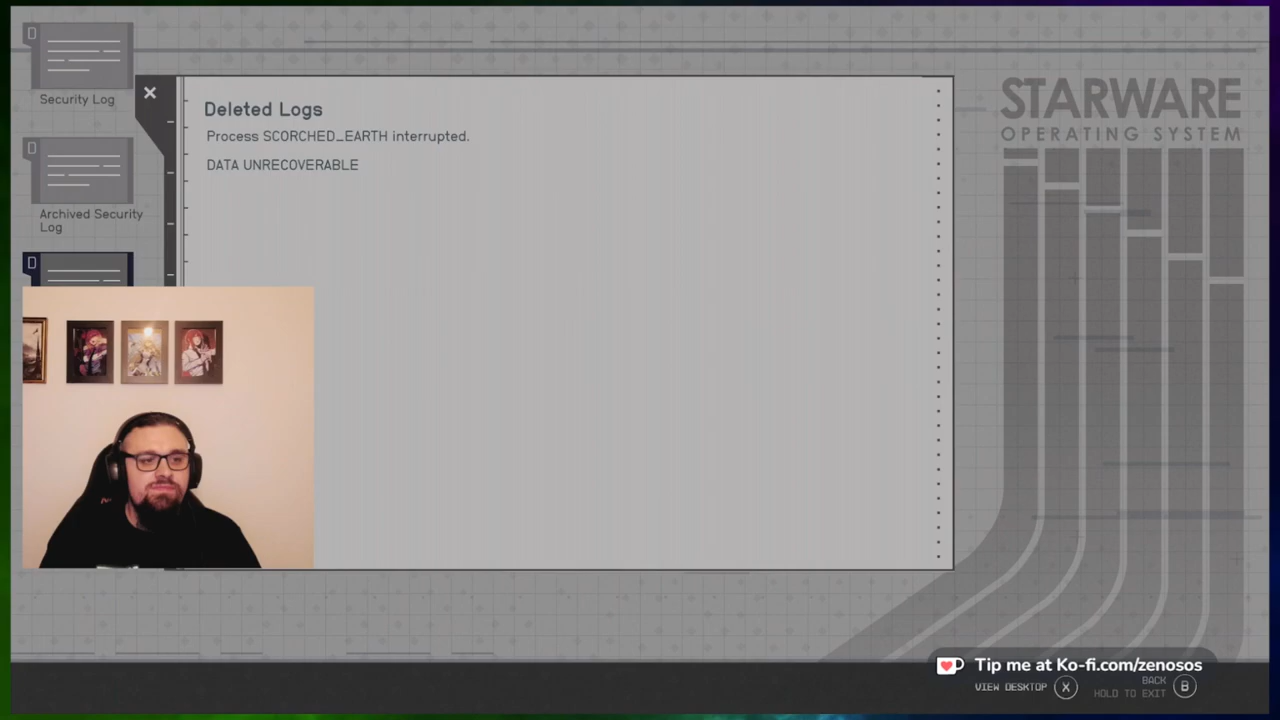 Security Log
Archived Security
Log
Deleted Logs
Process SCORCHED_EARTH interrupted.
DATA UNRECOVERABLE
STARWARE
OPERATING SYSTEM
Tip me at Ko-fi.com/zenosos
VIEW DESKTOP X
BACK
HOLD TO EXIT B